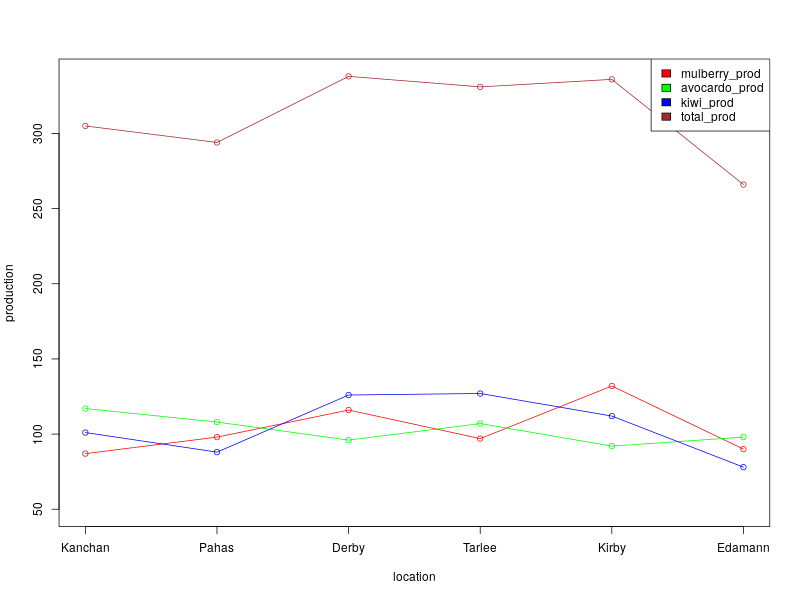 mulberry_prod
avocardo_prod
kiwi_prod
total_prod
production
300
250
200
150
100
50
Kanchan Pahas Derby Tarlee Kirby Edamann
location